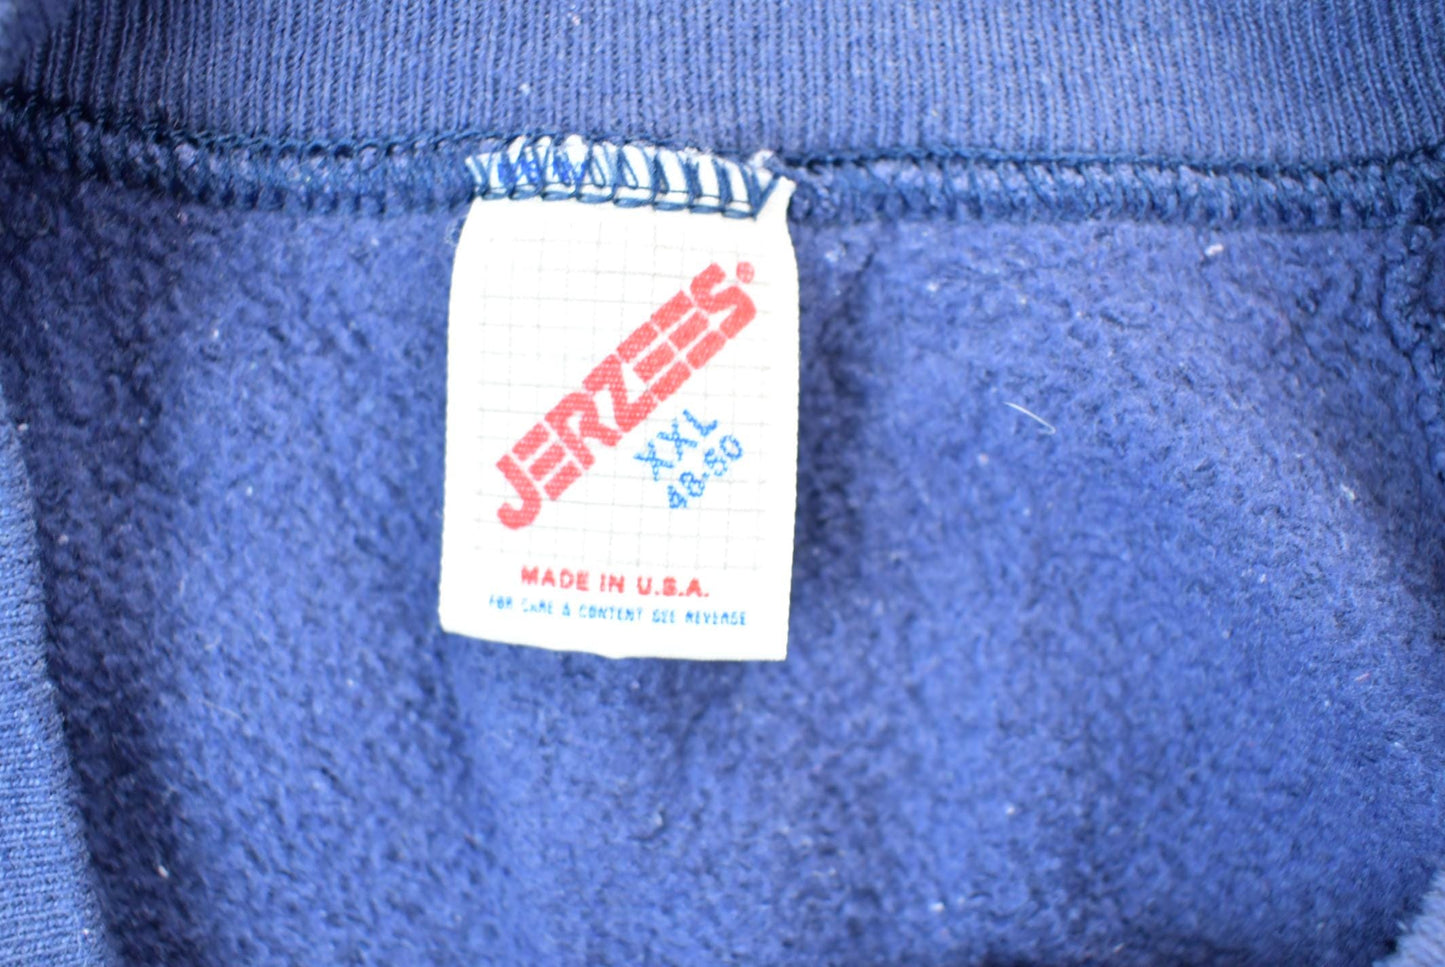 JERZEES®
XXL
48-50
MADE IN U.S.A.
FOR CARE & CONTENT SEE REVERSE